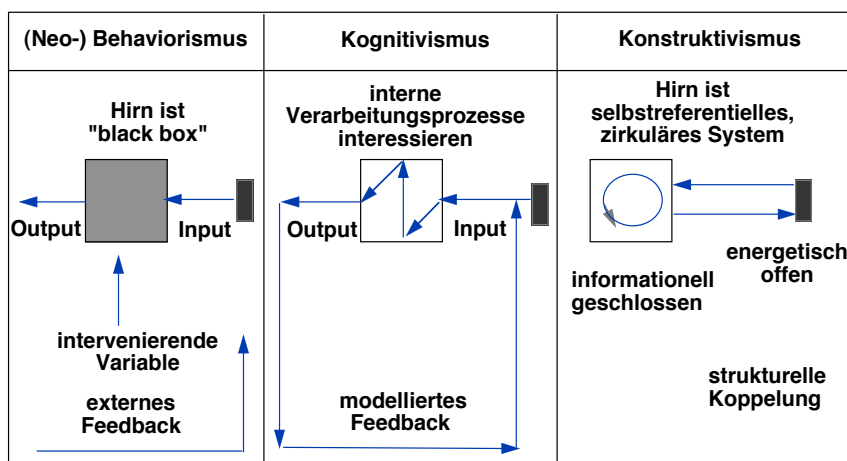 (Neo-) Behaviorismus
Hirn ist
"black box"
Output
Input
intervenierende
Variable
externes
Feedback
Kognitivismus
interne
Verarbeitungsprozesse
interessieren
Output
Input
modelliertes
Feedback
Konstruktivismus
Hirn ist
selbstreferentielles,
zirkuläres System
informationell
geschlossen
energetisch
offen
strukturelle
Koppelung